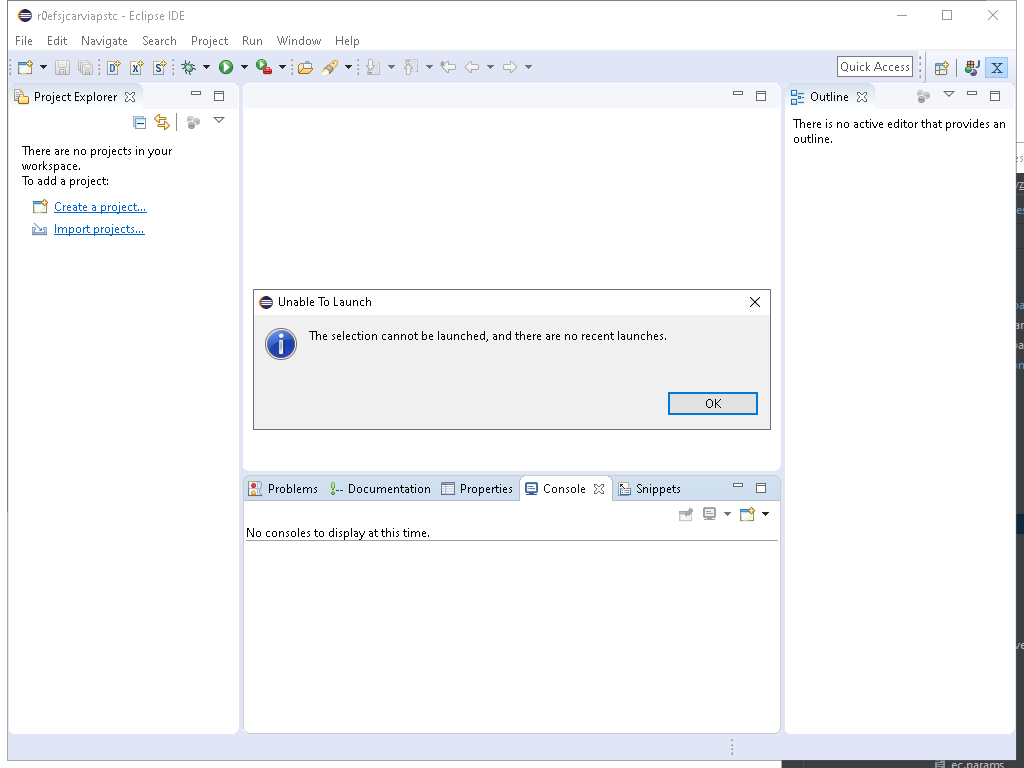 r0efsjcarviapstc - Eclipse IDE
File Edit Navigate Search Project Run Window Help
Quick Access
Project Explorer
There are no projects in your
workspace.
To add a project:
Create a project...
Import projects...
Outline
There is no active editor that provides an
outline.
Unable To Launch
The selection cannot be launched, and there are no recent launches.
OK
Problems Documentation Properties Console Snippets
No consoles to display at this time.
ec.params